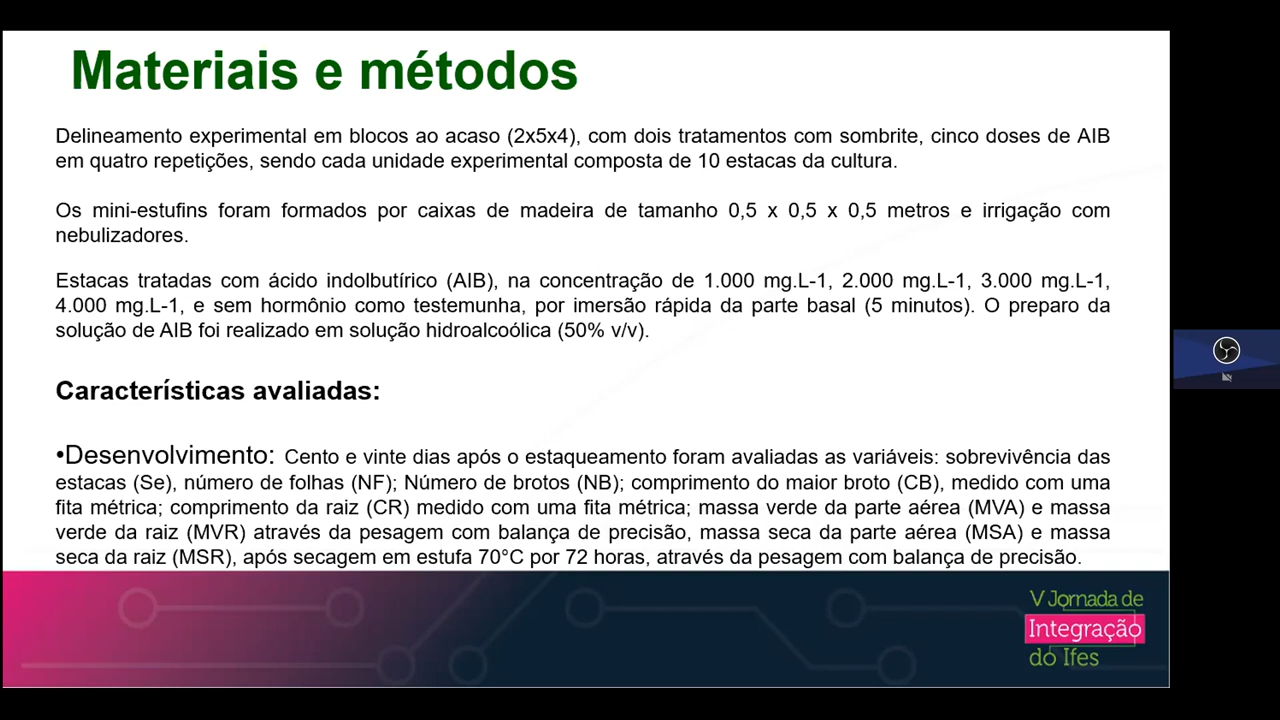 Materiais e métodos
Delineamento experimental em blocos ao acaso (2x5x4), com dois tratamentos com sombrite, cinco doses de AIB
em quatro repetições, sendo cada unidade experimental composta de 10 estacas da cultura.
Os mini-estufins foram formados por caixas de madeira de tamanho 0,5 x 0,5 x 0,5 metros e irrigação com
nebulizadores.
Estacas tratadas com ácido indolbutírico (AIB), na concentração de 1.000 mg.L-1, 2.000 mg.L-1, 3.000 mg.L-1,
4.000 mg.L-1, e sem hormônio como testemunha, por imersão rápida da parte basal (5 minutos). O preparo da
solução de AIB foi realizado em solução hidroalcoólica (50% v/v).
Características avaliadas:
•Desenvolvimento: Cento e vinte dias após o estaqueamento foram avaliadas as variáveis: sobrevivência das
estacas (Se), número de folhas (NF); Número de brotos (NB); comprimento do maior broto (CB), medido com uma
fita métrica; comprimento da raiz (CR) medido com uma fita métrica; massa verde da parte aérea (MVA) e massa
verde da raiz (MVR) através da pesagem com balança de precisão, massa seca da parte aérea (MSA) e massa
seca da raiz (MSR), após secagem em estufa 70°C por 72 horas, através da pesagem com balança de precisão.
V Jornada de
Integração
do Ifes